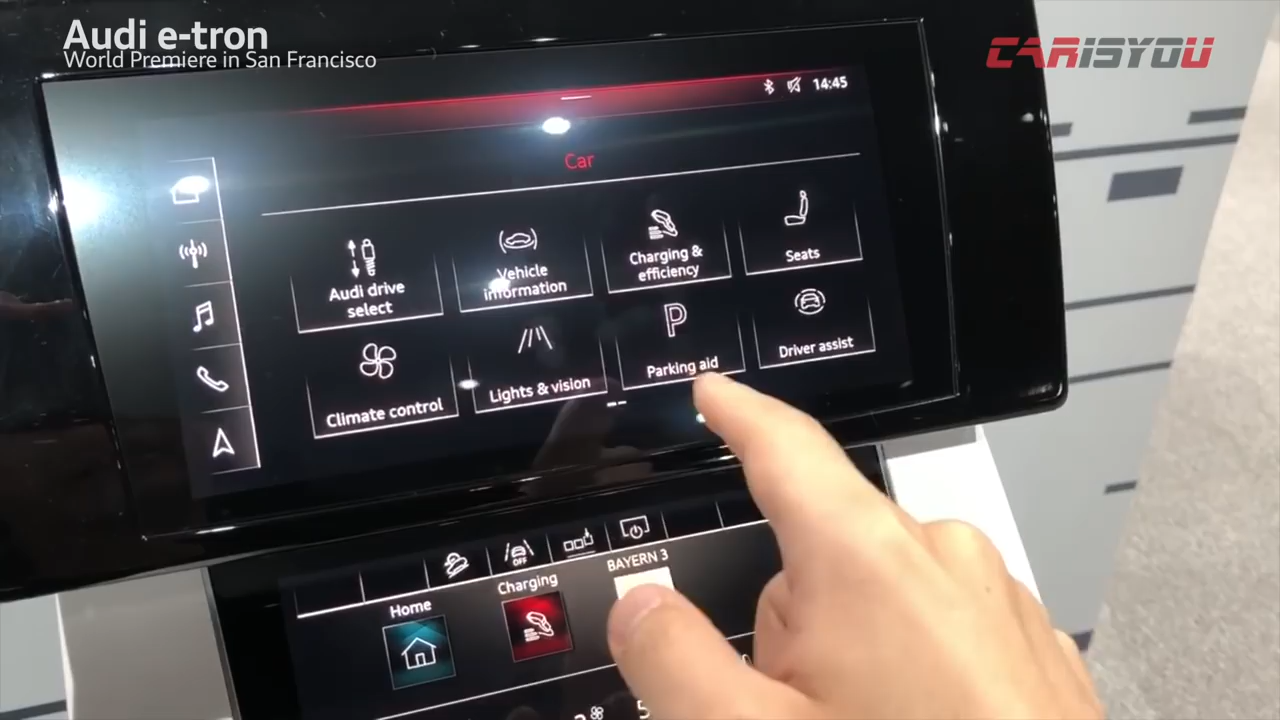 Audi e-tron
World Premiere in San Francisco
CARISYOU
14:45
Car
Audi drive
select
Vehicle
information
Charging &
efficiency
Seats
Climate control
Lights & vision
P
Parking aid
Driver assist
OFF
Home
Charging
BAYERN 3